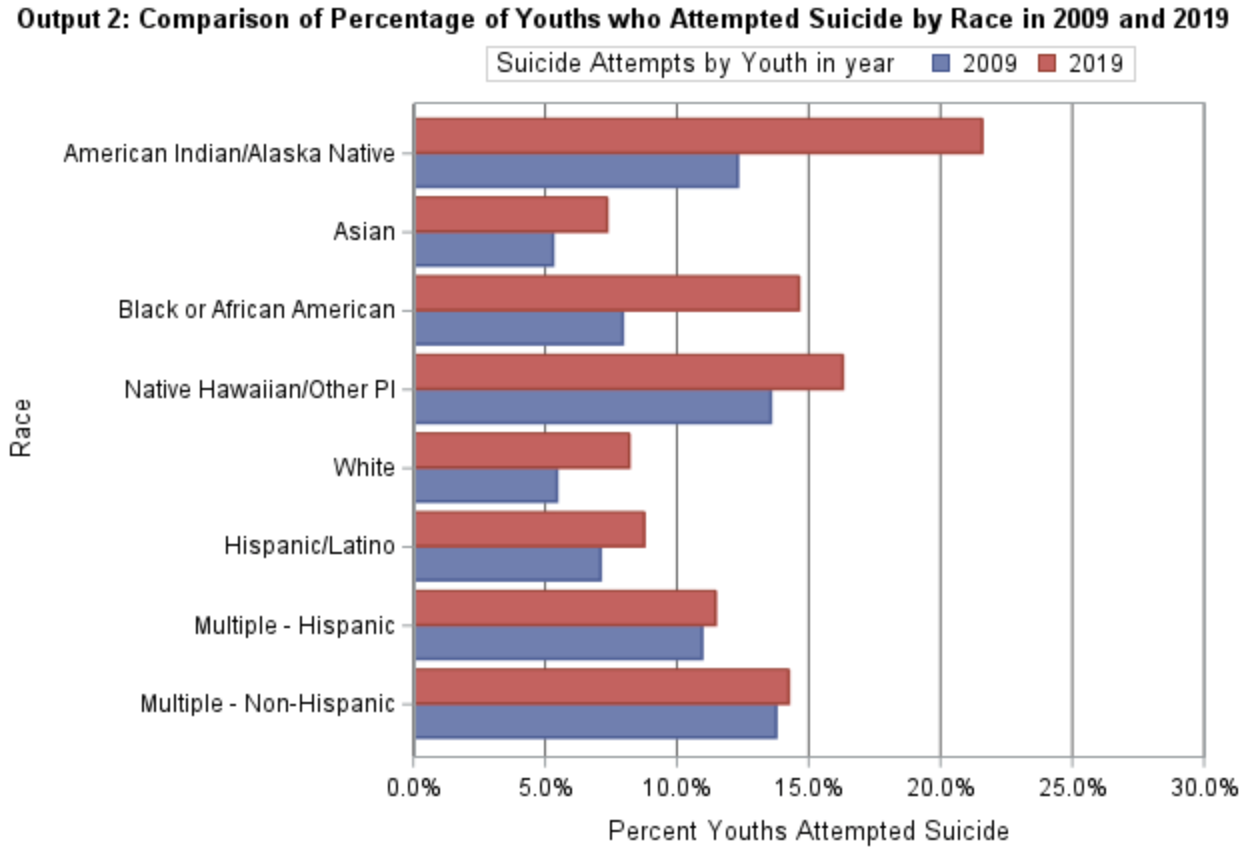 Output 2: Comparison of Percentage of Youths who Attempted Suicide by Race in 2009 and 2019
Suicide Attempts by Youth in year 2009 2019
American Indian/Alaska Native
Asian
Black or African American
Native Hawaiian/Other PI
White
Hispanic/Latino
Multiple - Hispanic
Multiple - Non-Hispanic
Race
0.0% 5.0% 10.0% 15.0% 20.0% 25.0% 30.0%
Percent Youths Attempted Suicide